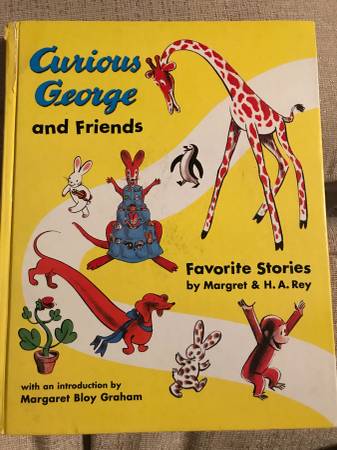 Curious
George
and Friends
Favorite Stories
by Margret & H. A. Rey
with an introduction by
Margaret Bloy Graham